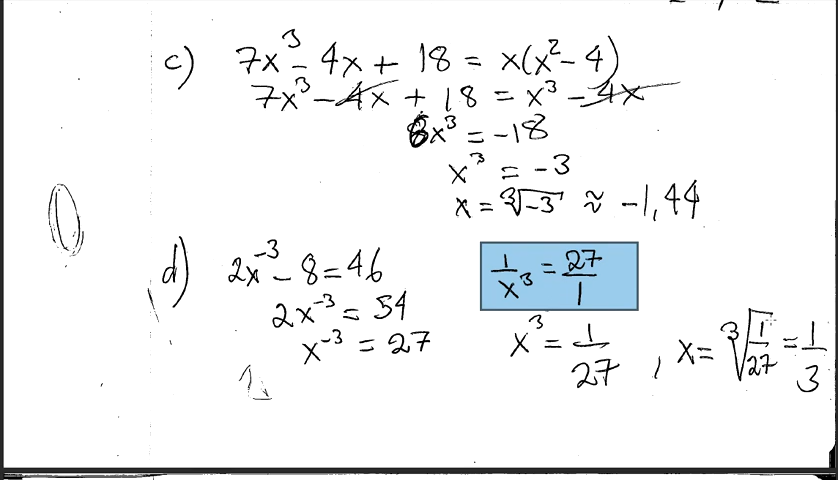 c) 7x³ - 4x + 18 = x(x² - 4)
7x³ - 4x + 18 = x³ - 4x
6x³ = -18
x³ = -3
x = ∛-3 ≈ -1,44
d) 2x⁻³ - 8 = 46
2x⁻³ = 54
x⁻³ = 27
1/x³ = 27/1
x³ = 1/27 , x = ∛(1/27) = 1/3